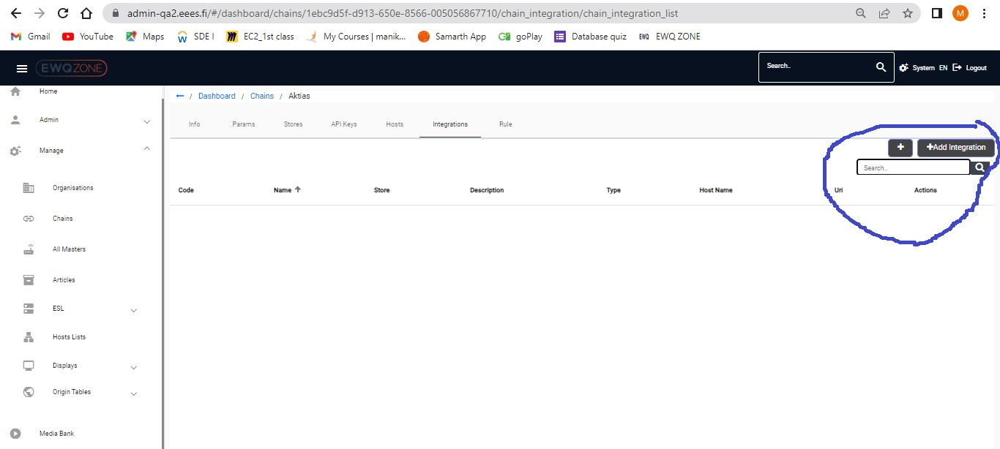 admin-qa2.eees.fi/#/dashboard/chains/1ebc9d5f-d913-650e-8566-005056867710/chain_integration/chain_integration_list
M
Gmail YouTube Maps SDE I EC2_1st class My Courses | manik... Samarth App goPlay Database quiz EWQ EWQ ZONE
EWQZONE Search.. System EN Logout
Home
← / Dashboard / Chains / Aktias
Admin
Info Params Stores API Keys Hosts Integrations Rule
Manage
+ +Add Integration
Search..
Code Name ↑ Store Description Type Host Name Uri Actions
Organisations
Chains
All Masters
Articles
ESL
Hosts Lists
Displays
Origin Tables
Media Bank